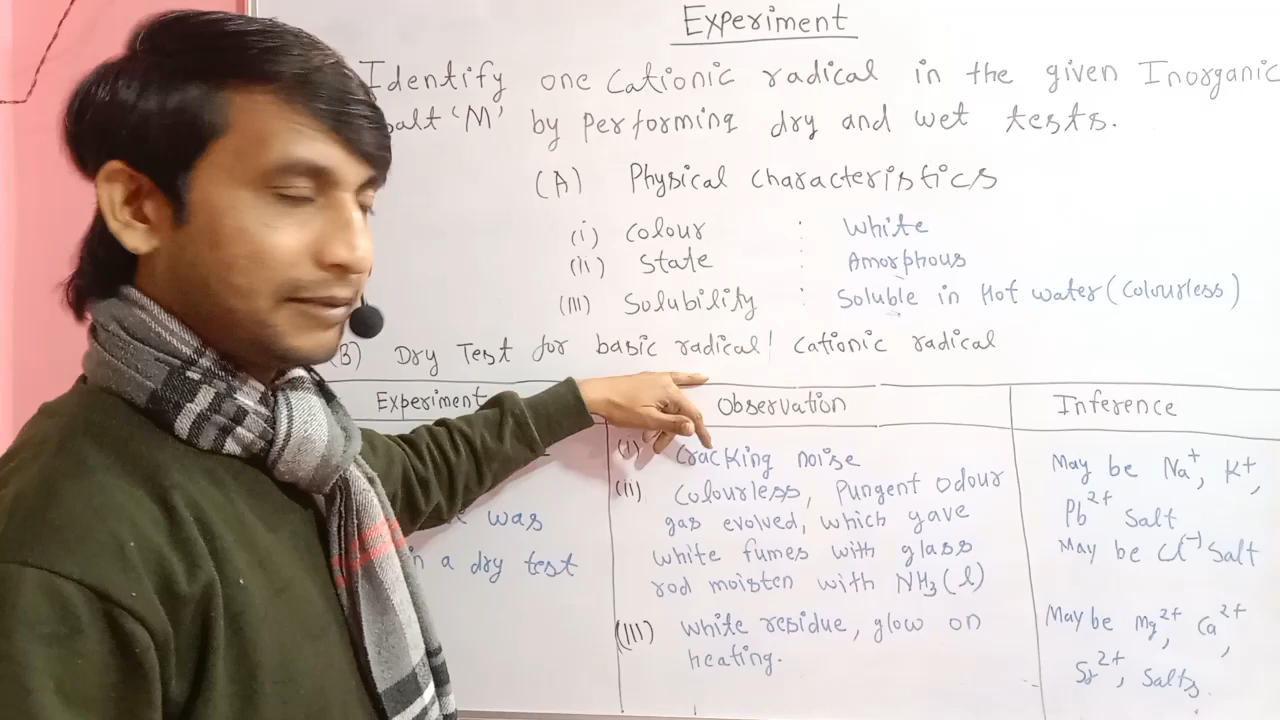 Experiment
Identify one Cationic radical in the given Inorganic
salt 'M' by performing dry and wet tests.
(A) Physical characteristics
(i) Colour : White
(ii) State : Amorphous
(III) Solubility : Soluble in Hot water (Colourless)
(B) Dry Test for basic radical/ Cationic radical
Experiment Observation Inference
(i) Cracking noise May be Na⁺, K⁺,
Pb²⁺ Salt
(ii) Colourless, Pungent odour
gas evolved, which gave
white fumes with glass
rod moisten with NH₃(l)
May be Cl⁻ Salt
was
in a dry test
(III) White residue, glow on
heating.
May be Mg²⁺, Ca²⁺,
Sr²⁺, Salts.